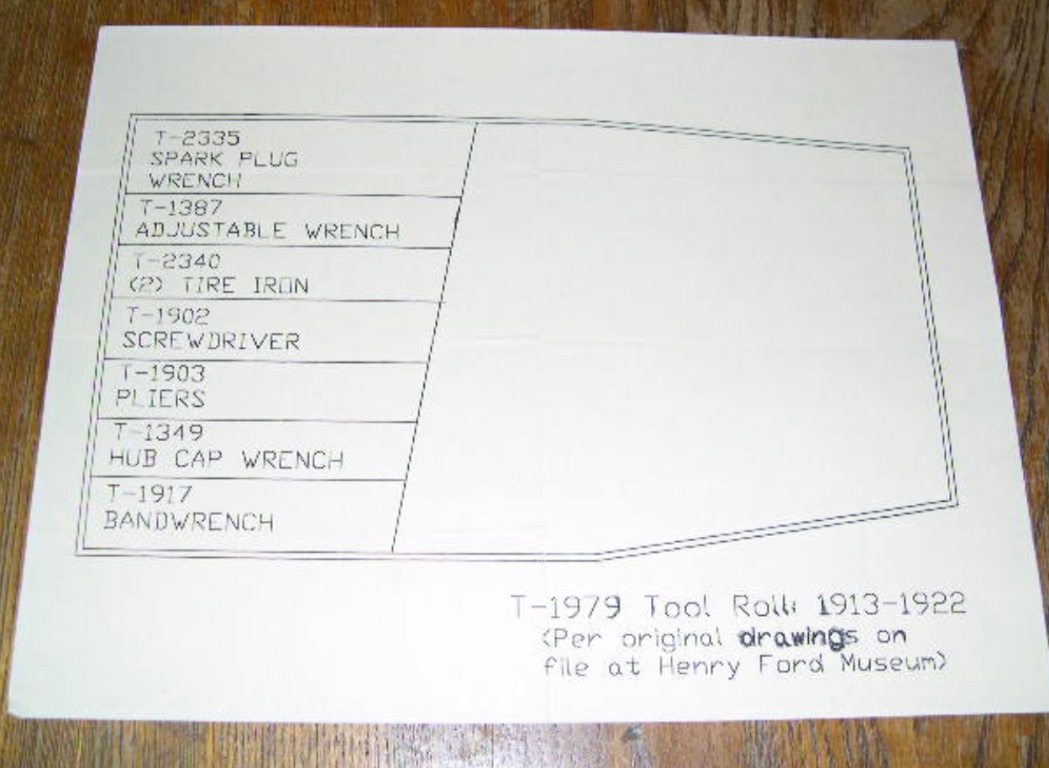 T-2335
SPARK PLUG
WRENCH
T-1387
ADJUSTABLE WRENCH
T-2340
(2) TIRE IRON
T-1902
SCREWDRIVER
T-1903
PLIERS
T-1349
HUB CAP WRENCH
T-1917
BANDWRENCH
T-1979 Tool Roll: 1913-1922
(Per original drawings on
file at Henry Ford Museum)